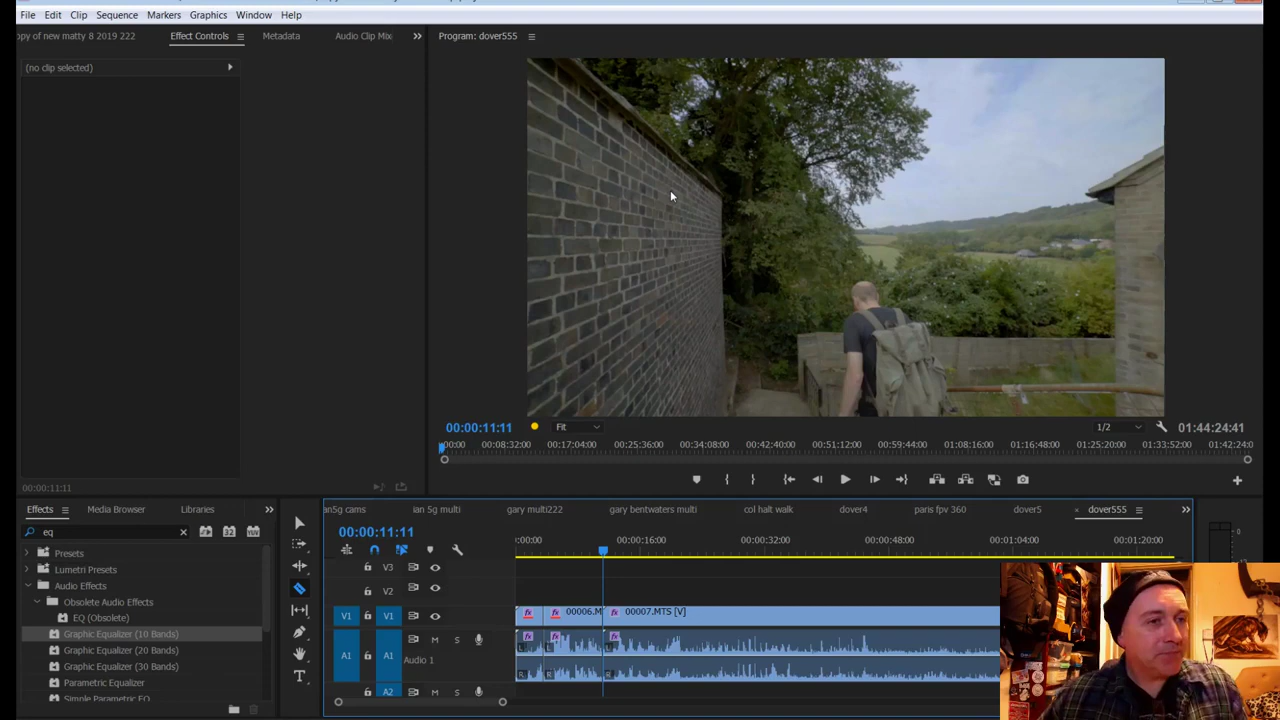 File Edit Clip Sequence Markers Graphics Window Help
opy of new matty 8 2019 222 Effect Controls Metadata Audio Clip Mix Program: dover555
(no clip selected)
00:00:11:11 Fit 1/2 01:44:24:41
:00:00 00:08:32:00 00:17:04:00 00:25:36:00 00:34:08:00 00:42:40:00 00:51:12:00 00:59:44:00 01:08:16:00 01:16:48:00 01:25:20:00 01:33:52:00 01:42:24:0
00:00:11:11
Effects Media Browser Libraries
an5g cams ian 5g multi gary multi222 gary bentwaters multi col halt walk dover4 paris fpv 360 dover5 dover555
eq
32
00:00:11:11
:00:00 00:00:16:00 00:00:32:00 00:00:48:00 00:01:04:00 00:01:20:00
Presets
Lumetri Presets
Audio Effects
Obsolete Audio Effects
EQ (Obsolete)
Graphic Equalizer (10 Bands)
Graphic Equalizer (20 Bands)
Graphic Equalizer (30 Bands)
Parametric Equalizer
Simple Parametric EQ
V3
V2
V1 V1 fx fx 00006.M fx 00007.MTS [V]
A1 A1 M S Audio 1
A2 M S
L L L
R R R
0